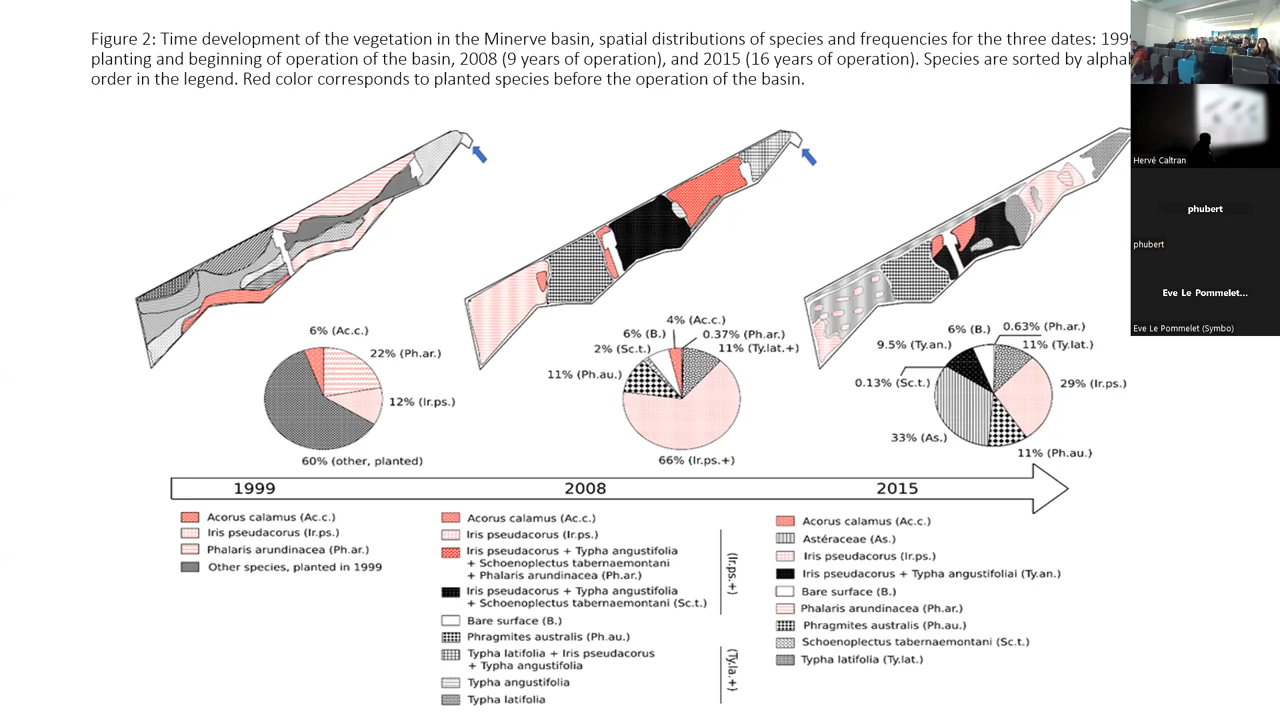 Figure 2: Time development of the vegetation in the Minerve basin, spatial distributions of species and frequencies for the three dates:
planting and beginning of operation of the basin, 2008 (9 years of operation), and 2015 (16 years of operation). Species are sorted by
order in the legend. Red color corresponds to planted species before the operation of the basin.
Hervé Caltran
phubert
phubert
Eve Le Pommelet...
Eve Le Pommelet (Symbo)
6% (Ac.c.)
22% (Ph.ar.)
12% (Ir.ps.)
60% (other, planted)
4% (Ac.c.)
6% (B.)
0.37% (Ph.ar.)
2% (Sc.t.)
11% (Ty.lat.+)
11% (Ph.au.)
66% (Ir.ps.+)
6% (B.)
0.63% (Ph.ar.)
9.5% (Ty.an.)
11% (Ty.lat.)
0.13% (Sc.t.)
29% (Ir.ps.)
33% (As.)
11% (Ph.au.)
1999
2008
2015
Acorus calamus (Ac.c.)
Iris pseudacorus (Ir.ps.)
Phalaris arundinacea (Ph.ar.)
Other species, planted in 1999
Acorus calamus (Ac.c.)
Iris pseudacorus (Ir.ps.)
Iris pseudacorus + Typha angustifolia
+ Schoenoplectus tabernaemontani
+ Phalaris arundinacea (Ph.ar.)
Iris pseudacorus + Typha angustifolia
+ Schoenoplectus tabernaemontani (Sc.t.)
Bare surface (B.)
Phragmites australis (Ph.au.)
Typha latifolia + Iris pseudacorus
+ Typha angustifolia
Typha angustifolia
Typha latifolia
(Ir.ps.+)
(Ty.la.+)
Acorus calamus (Ac.c.)
Astéraceae (As.)
Iris pseudacorus (Ir.ps.)
Iris pseudacorus + Typha angustifoliai (Ty.an.)
Bare surface (B.)
Phalaris arundinacea (Ph.ar.)
Phragmites australis (Ph.au.)
Schoenoplectus tabernaemontani (Sc.t.)
Typha latifolia (Ty.lat.)